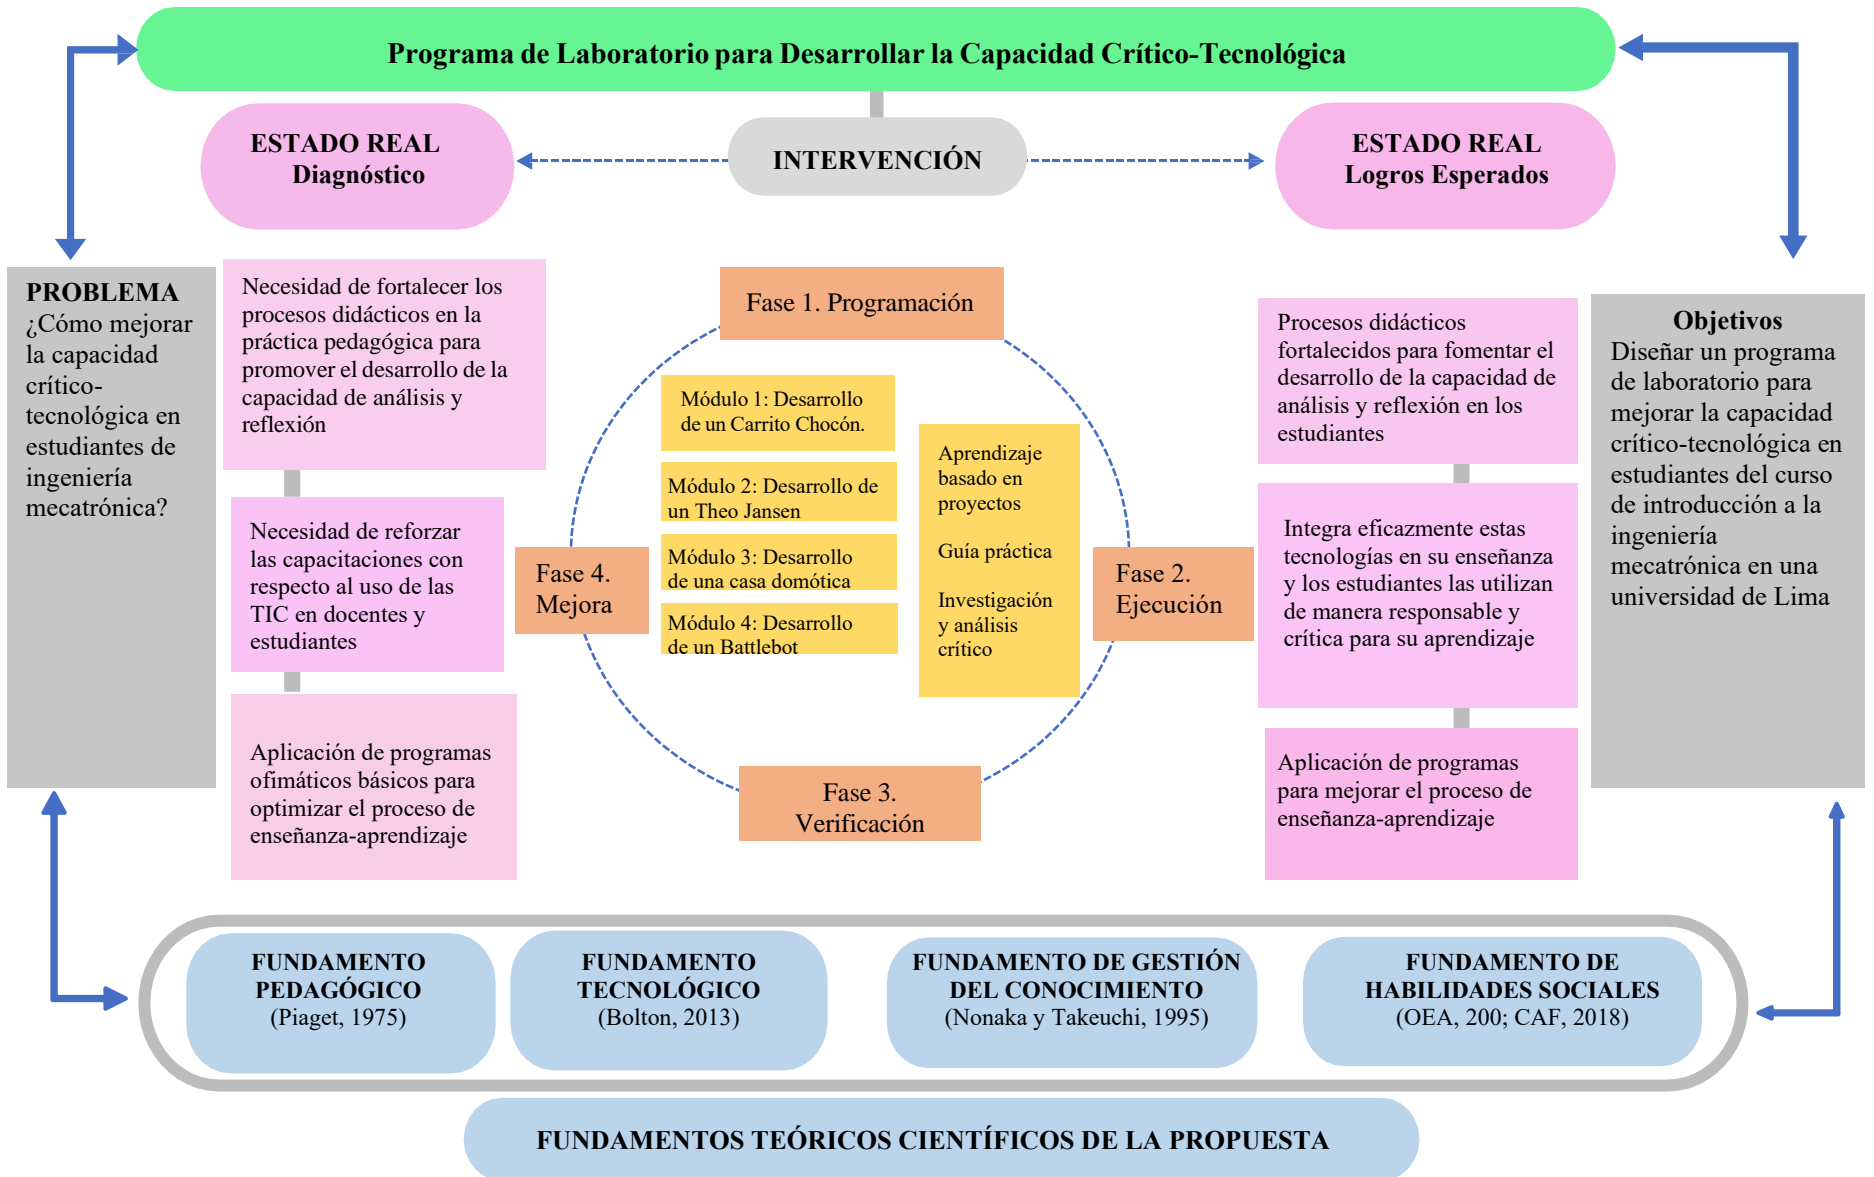 Programa de Laboratorio para Desarrollar la Capacidad Crítico-Tecnológica
ESTADO REAL
Diagnóstico
INTERVENCIÓN
ESTADO REAL
Logros Esperados
PROBLEMA
¿Cómo mejorar
la capacidad
crítico-
tecnológica en
estudiantes de
ingeniería
mecatrónica?
Necesidad de fortalecer los
procesos didácticos en la
práctica pedagógica para
promover el desarrollo de la
capacidad de análisis y
reflexión
Necesidad de reforzar
las capacitaciones con
respecto al uso de las
TIC en docentes y
estudiantes
Aplicación de programas
ofimáticos básicos para
optimizar el proceso de
enseñanza-aprendizaje
Fase 1. Programación
Módulo 1: Desarrollo
de un Carrito Chocón.
Módulo 2: Desarrollo de
un Theo Jansen
Módulo 3: Desarrollo
de una casa domótica
Módulo 4: Desarrollo
de un Battlebot
Aprendizaje
basado en
proyectos
Guía práctica
Investigación
y análisis
crítico
Fase 4.
Mejora
Fase 2.
Ejecución
Fase 3.
Verificación
Procesos didácticos
fortalecidos para fomentar el
desarrollo de la capacidad de
análisis y reflexión en los
estudiantes
Integra eficazmente estas
tecnologías en su enseñanza
y los estudiantes las utilizan
de manera responsable y
crítica para su aprendizaje
Aplicación de programas
para mejorar el proceso de
enseñanza-aprendizaje
Objetivos
Diseñar un programa
de laboratorio para
mejorar la capacidad
crítico-tecnológica en
estudiantes del curso
de introducción a la
ingeniería
mecatrónica en una
universidad de Lima
FUNDAMENTO
PEDAGÓGICO
(Piaget, 1975)
FUNDAMENTO
TECNOLÓGICO
(Bolton, 2013)
FUNDAMENTO DE GESTIÓN
DEL CONOCIMIENTO
(Nonaka y Takeuchi, 1995)
FUNDAMENTO DE
HABILIDADES SOCIALES
(OEA, 200; CAF, 2018)
FUNDAMENTOS TEÓRICOS CIENTÍFICOS DE LA PROPUESTA